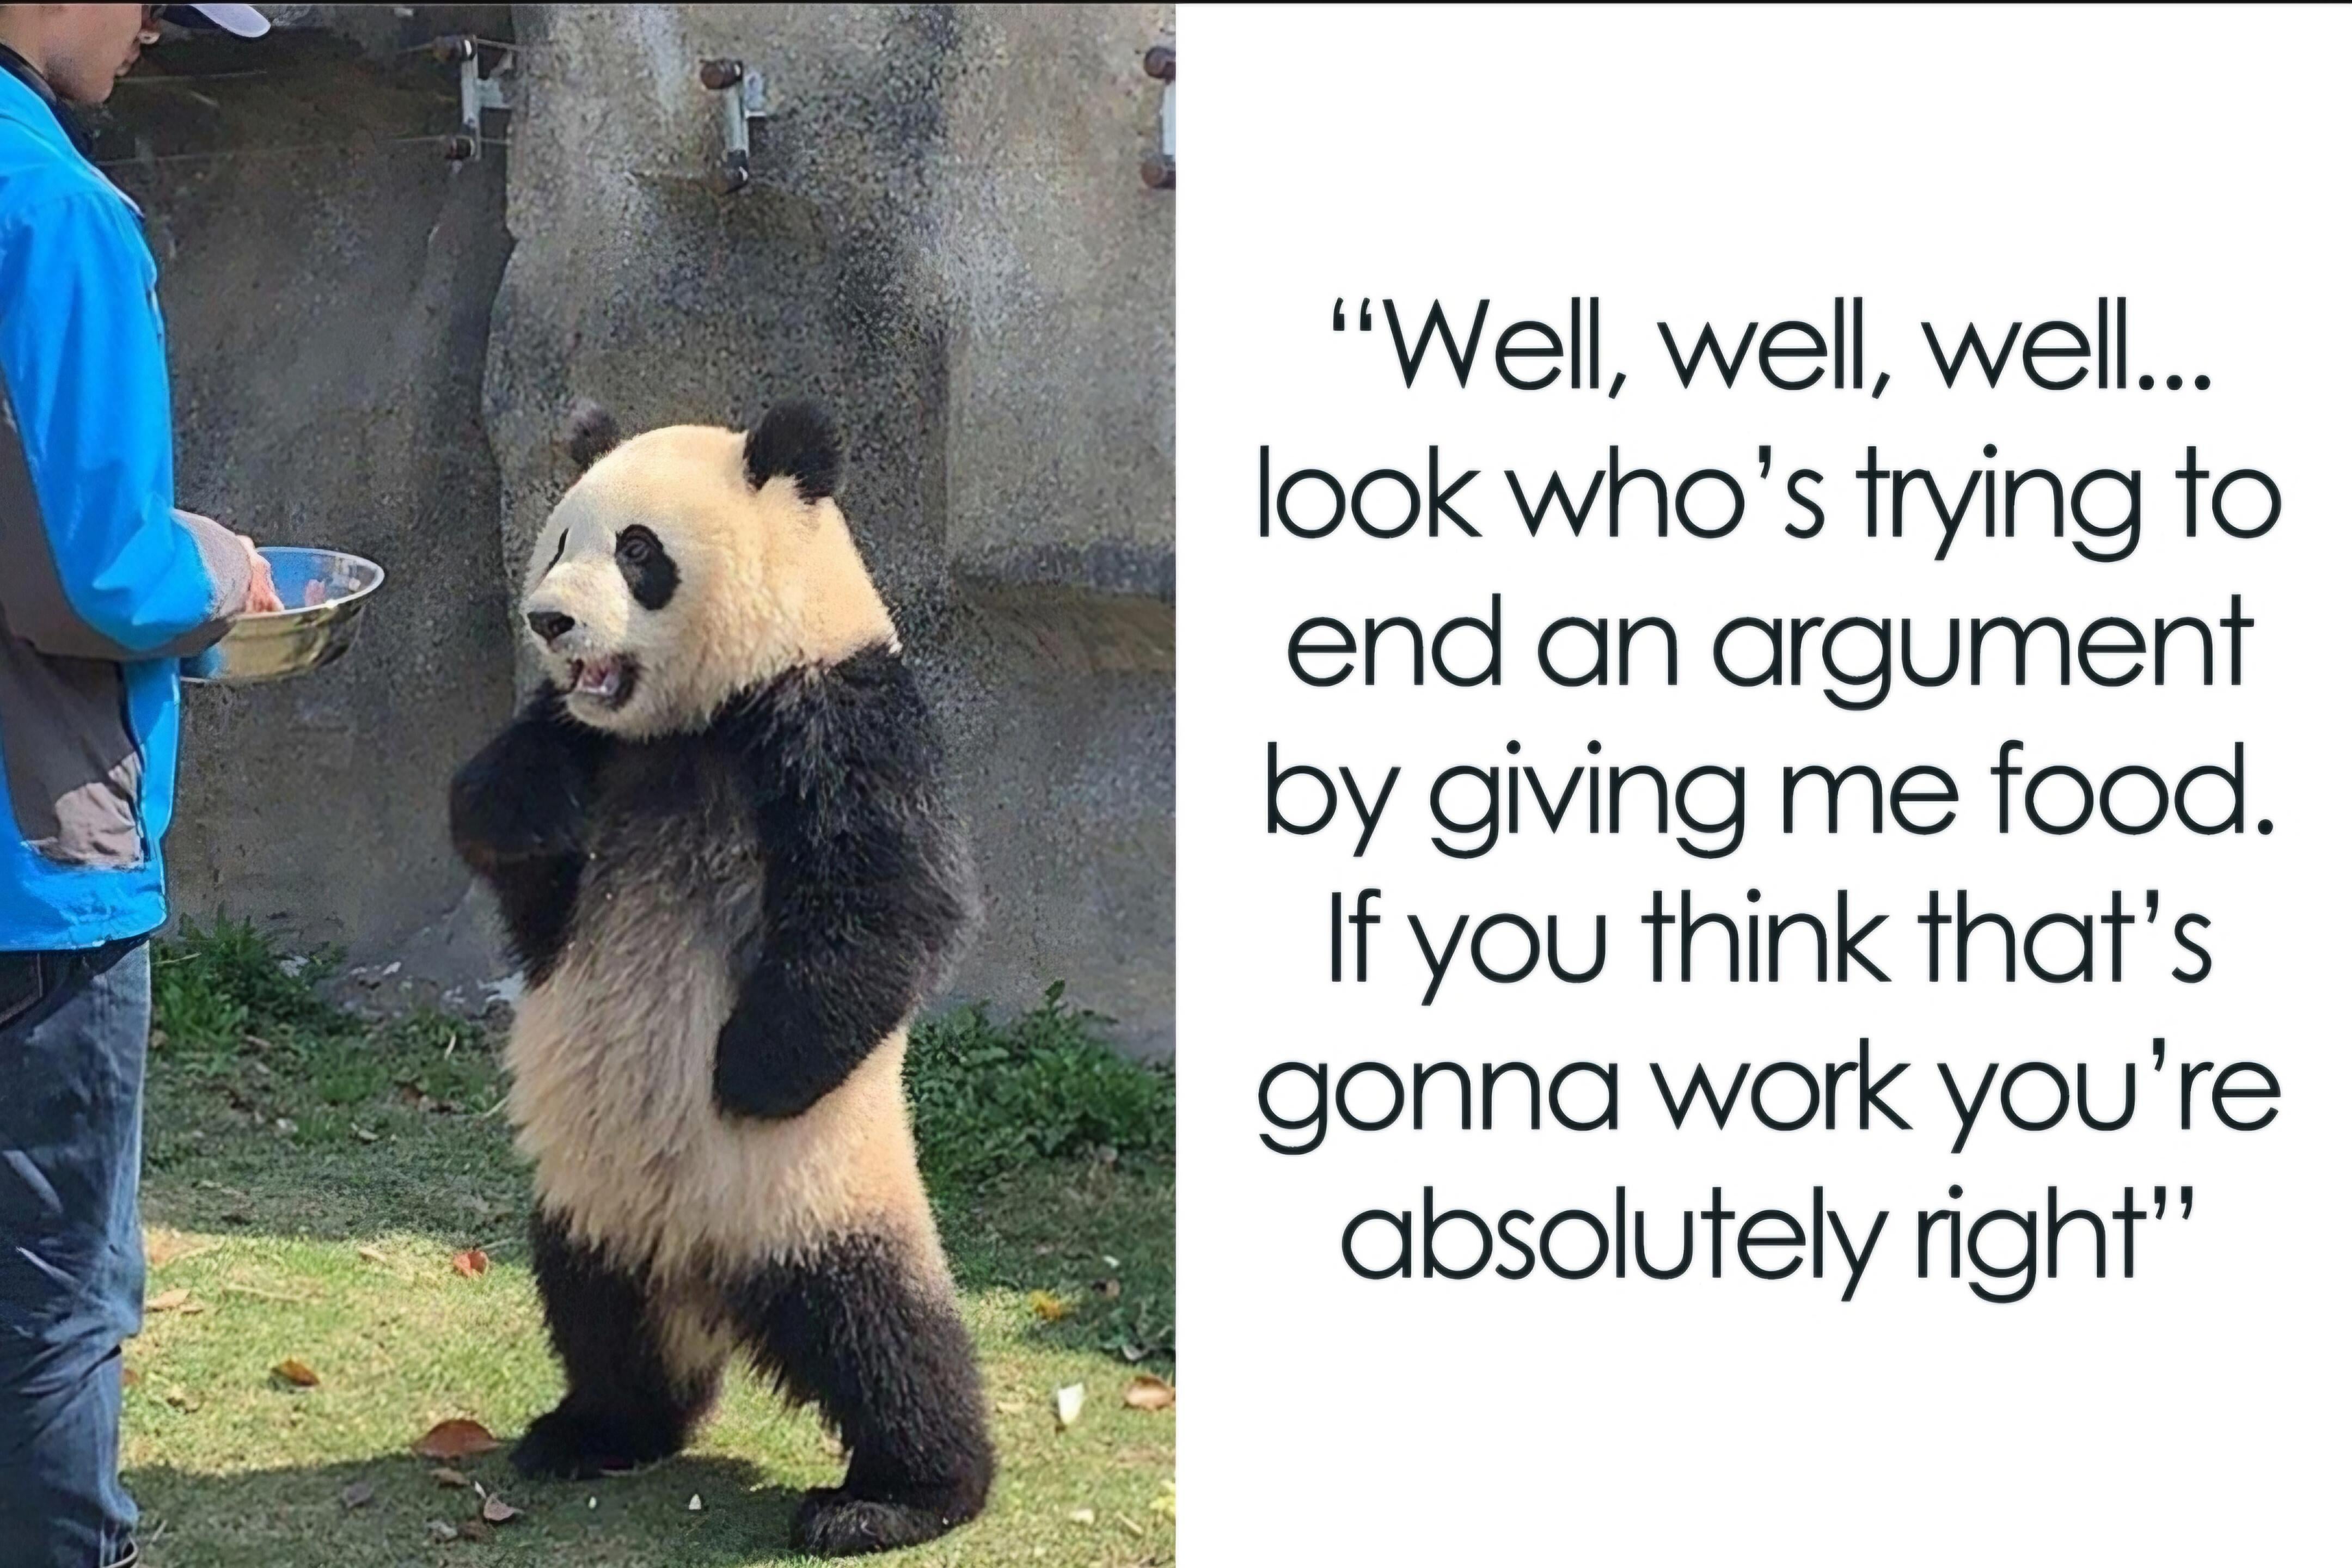 “Well, well, well...
look who’s trying to
end an argument
by giving me food.
If you think that’s
gonna work you’re
absolutely right”